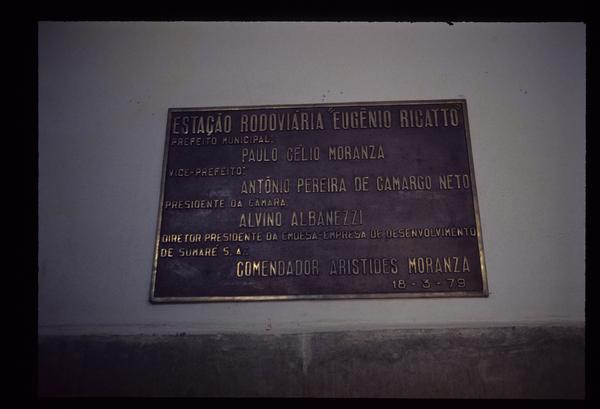 ESTAÇÃO RODOVIÁRIA "EUGÊNIO RIGATTO"
PREFEITO MUNICIPAL:
PAULO CÉLIO MORANZA
VICE-PREFEITO:
ANTÔNIO PEREIRA DE CAMARGO NETO
PRESIDENTE DA CÂMARA:
ALVINO ALBANEZZI
DIRETOR PRESIDENTE DA EMDESA-EMPRESA DE DESENVOLVIMENTO
DE SUMARÉ S.A.:
COMENDADOR ARISTIDES MORANZA
18-3-79